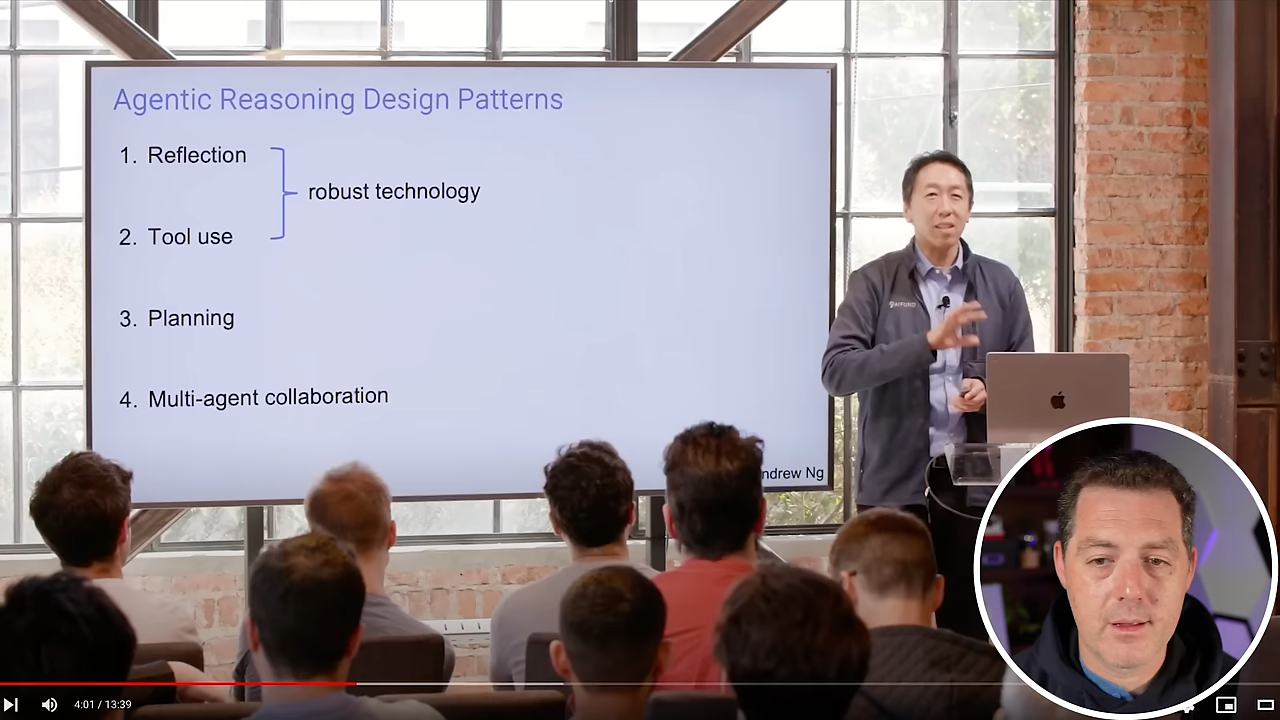 Agentic Reasoning Design Patterns
1. Reflection
robust technology
2. Tool use
3. Planning
4. Multi-agent collaboration
ndrew Ng
4:01 / 13:39